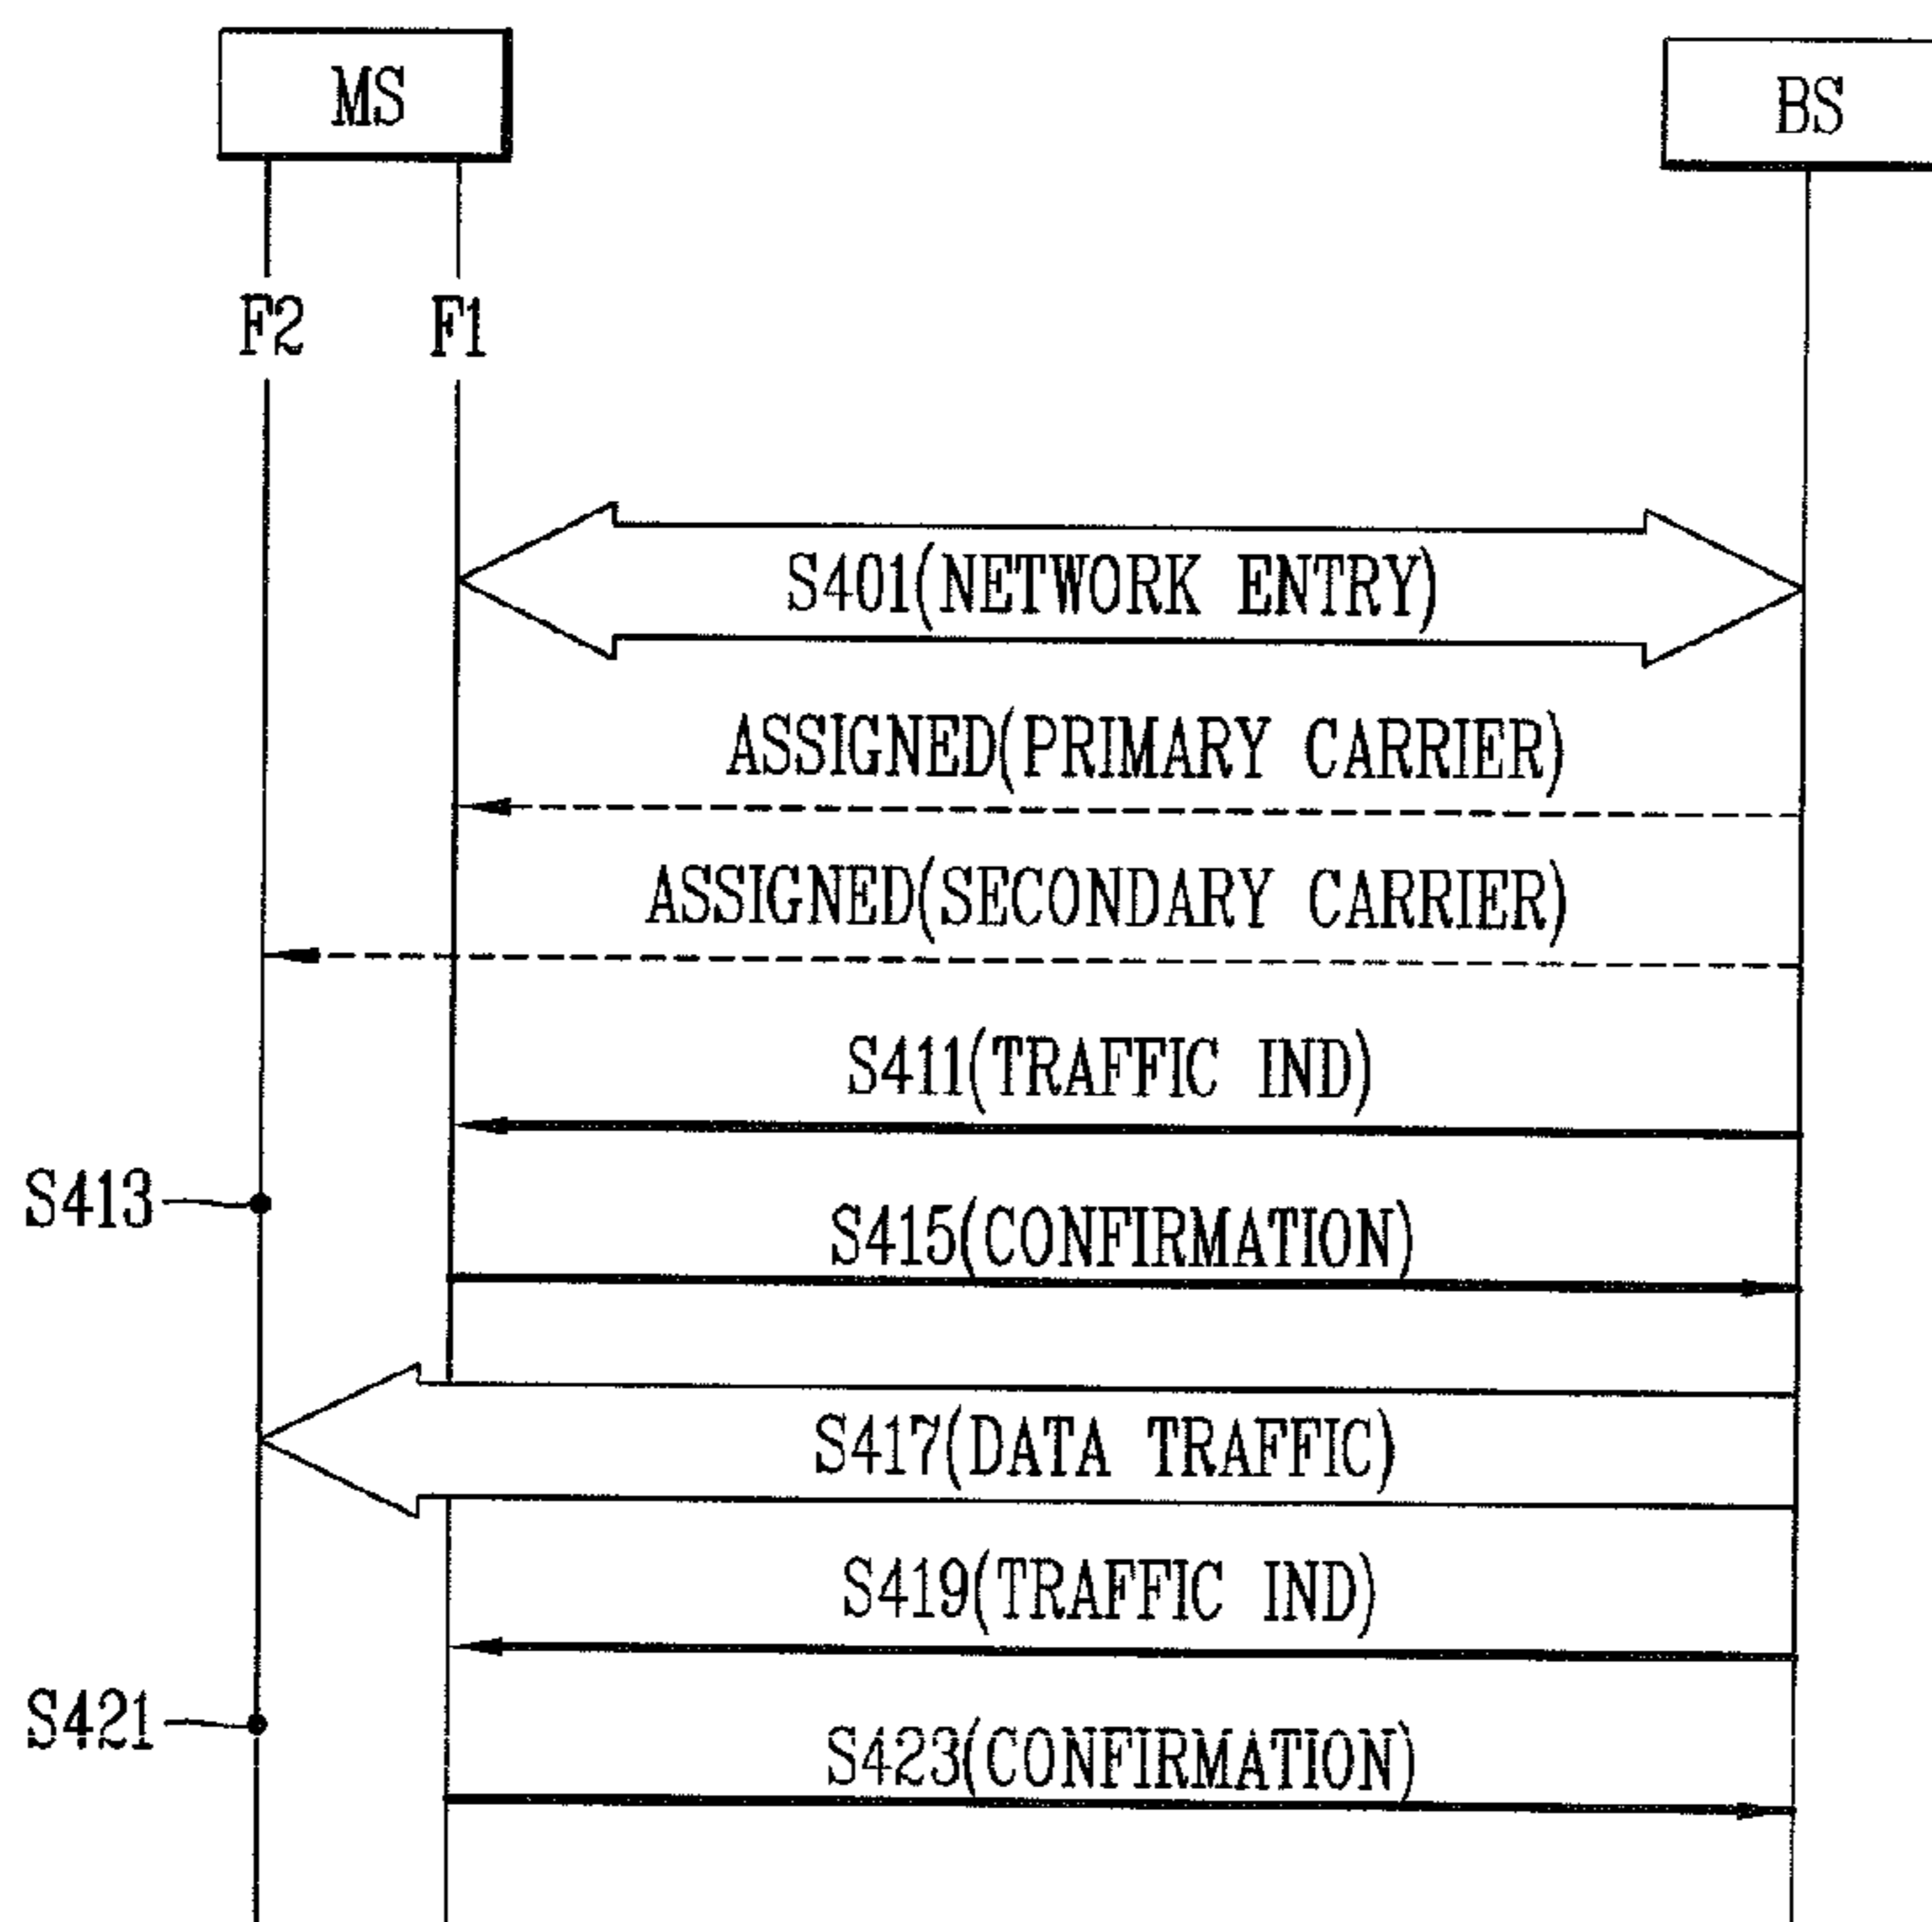 MS
BS
F2 F1
S401(NETWORK ENTRY)
ASSIGNED(PRIMARY CARRIER)
ASSIGNED(SECONDARY CARRIER)
S411(TRAFFIC IND)
S413
S415(CONFIRMATION)
S417(DATA TRAFFIC)
S419(TRAFFIC IND)
S421
S423(CONFIRMATION)